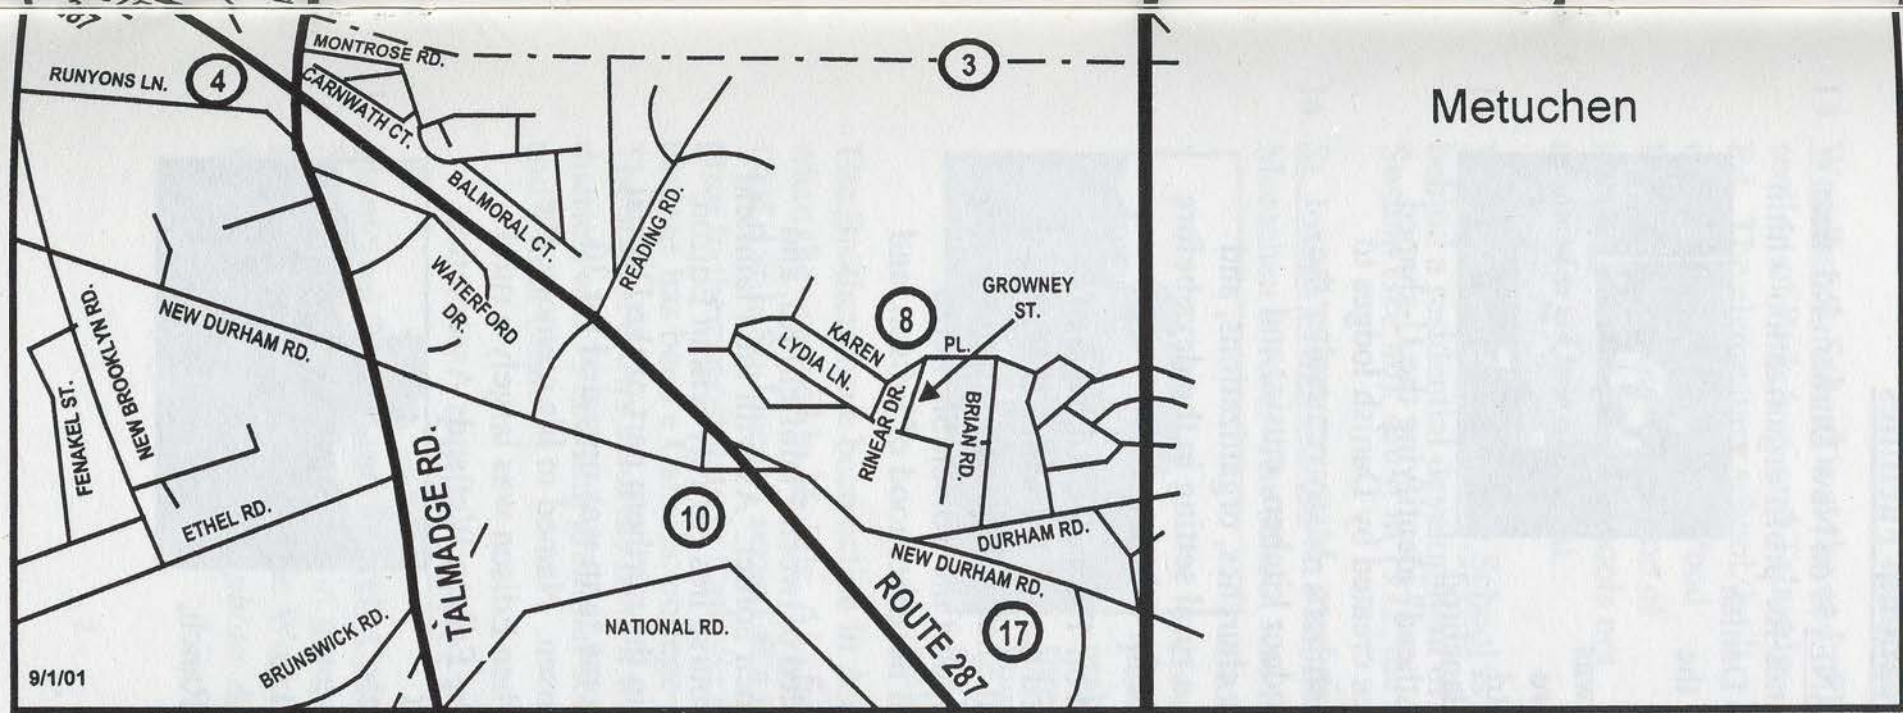 287
MONTROSE RD.
3
RUNYONS LN.
4
CARNWATH CT.
Metuchen
BALMORAL CT.
READING RD.
WATERFORD
DR.
GROWNEY
ST.
NEW DURHAM RD.
NEW BROOKLYN RD.
8
KAREN
PL.
LYDIA LN.
RINEAR DR.
BRIAN RD.
FENAKEL ST.
ETHEL RD.
TALMADGE RD.
10
DURHAM RD.
NEW DURHAM RD.
ROUTE 287
17
NATIONAL RD.
BRUNSWICK RD.
9/1/01